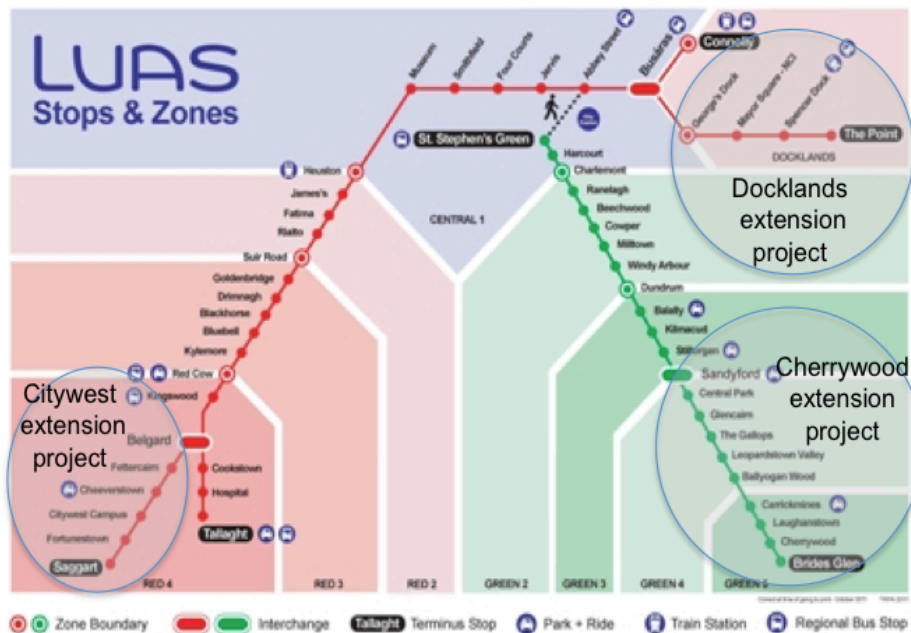 LUAS
Stops & Zones
Museum
Smithfield
Four Courts
Jervis
Abbey Street
Busáras
Connolly
George's Dock
Mayor Square - NCI
Spencer Dock
The Point
DOCKLANDS
Docklands
extension
project
St. Stephen's Green
Harcourt
Charlemont
Ranelagh
Beechwood
Cowper
Milltown
Windy Arbour
Dundrum
Balally
Kilmacud
Stillorgan
Sandyford
Central Park
Glencairn
The Gallops
Leopardstown Valley
Ballyogan Wood
Carrickmines
Laughanstown
Cherrywood
Brides Glen
Cherrywood
extension
project
CENTRAL 1
Heuston
James's
Fatima
Rialto
Suir Road
Goldenbridge
Drimnagh
Blackhorse
Bluebell
Kylemore
Red Cow
Kingswood
Belgard
Cookstown
Hospital
Tallaght
Fettercairn
Cheeverstown
Citywest Campus
Fortunestown
Saggart
Citywest
extension
project
RED 4
RED 3
RED 2
GREEN 2
GREEN 3
GREEN 4
GREEN 5
Zone Boundary
Interchange
Tallaght
Terminus Stop
Park + Ride
Train Station
Regional Bus Stop